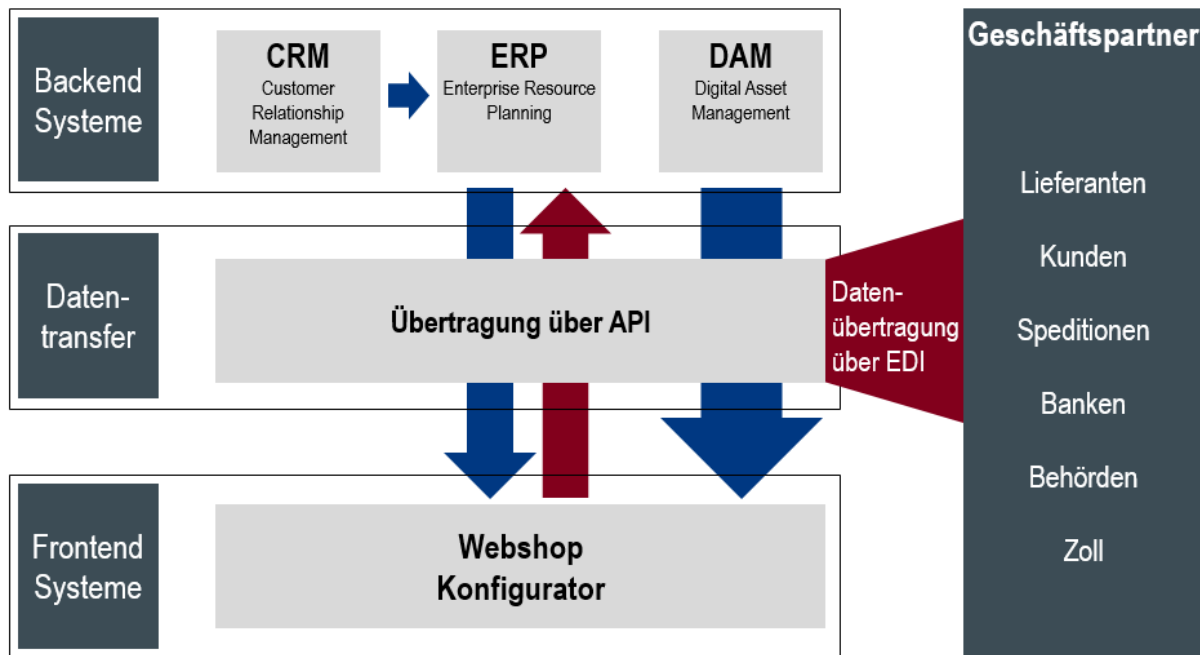 Backend
Systeme
CRM
Customer
Relationship
Management
ERP
Enterprise Resource
Planning
DAM
Digital Asset
Management
Daten-
transfer
Übertragung über API
Daten-
übertragung
über EDI
Frontend
Systeme
Webshop
Konfigurator
Geschäftspartner
Lieferanten
Kunden
Speditionen
Banken
Behörden
Zoll